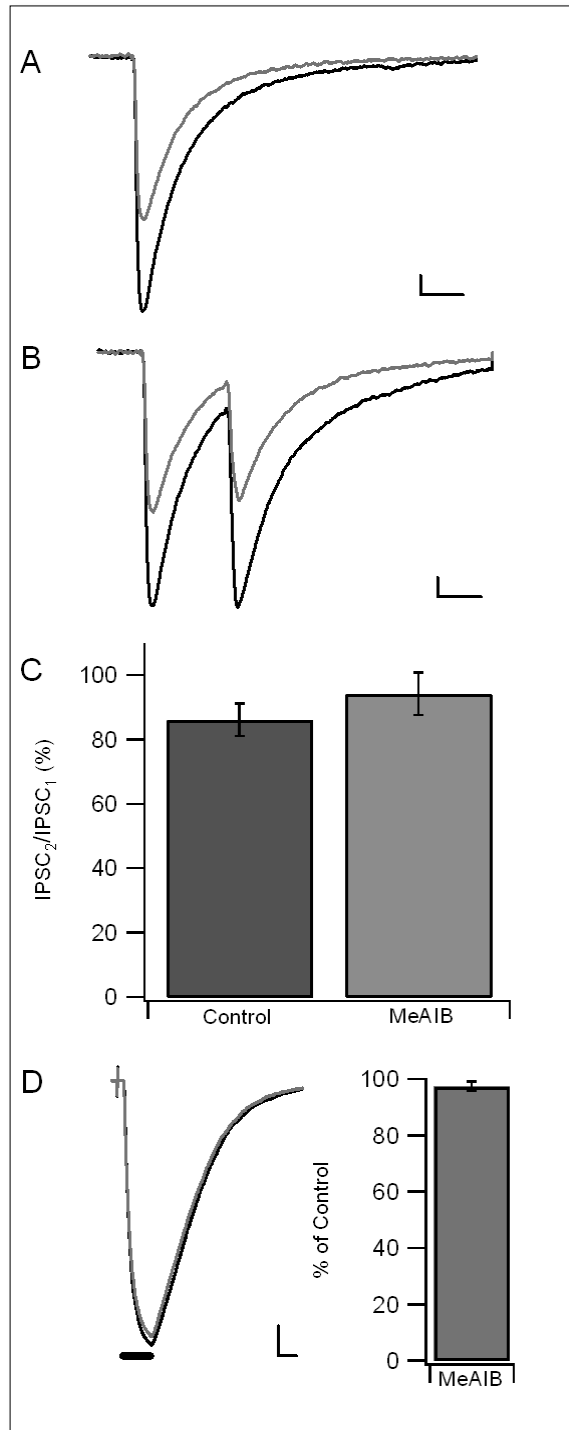 A
B
C
IPSC2/IPSC1 (%)
100
80
60
40
20
0
Control
MeAIB
D
% of Control
100
80
60
40
20
0
MeAIB